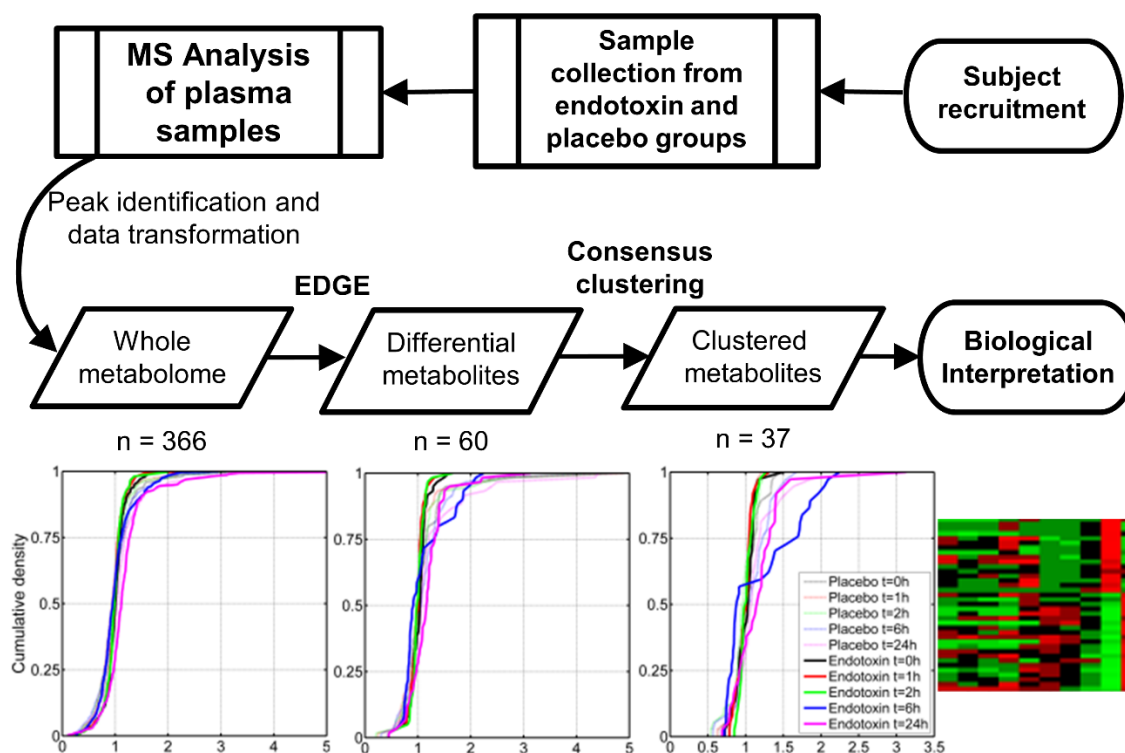 MS Analysis
of plasma
samples
Sample
collection from
endotoxin and
placebo groups
Subject
recruitment
Peak identification and
data transformation
EDGE
Consensus
clustering
Whole
metabolome
Differential
metabolites
Clustered
metabolites
Biological
Interpretation
n = 366
n = 60
n = 37
Cumulative density
1
0.75
0.5
0.25
0
0 1 2 3 4 5
1
0.75
0.5
0.25
0
0 1 2 3 4 5
1
0.75
0.5
0.25
0
0 0.5 1 1.5 2 2.5 3 3.5
Placebo t=0h
Placebo t=1h
Placebo t=2h
Placebo t=6h
Placebo t=24h
Endotoxin t=0h
Endotoxin t=1h
Endotoxin t=2h
Endotoxin t=6h
Endotoxin t=24h